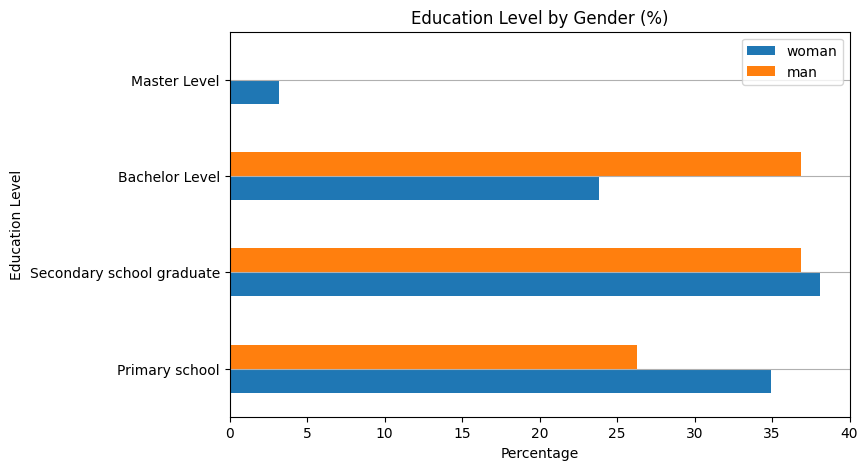 Education Level by Gender (%)
woman
man
Education Level
Master Level
Bachelor Level
Secondary school graduate
Primary school
0 5 10 15 20 25 30 35 40
Percentage